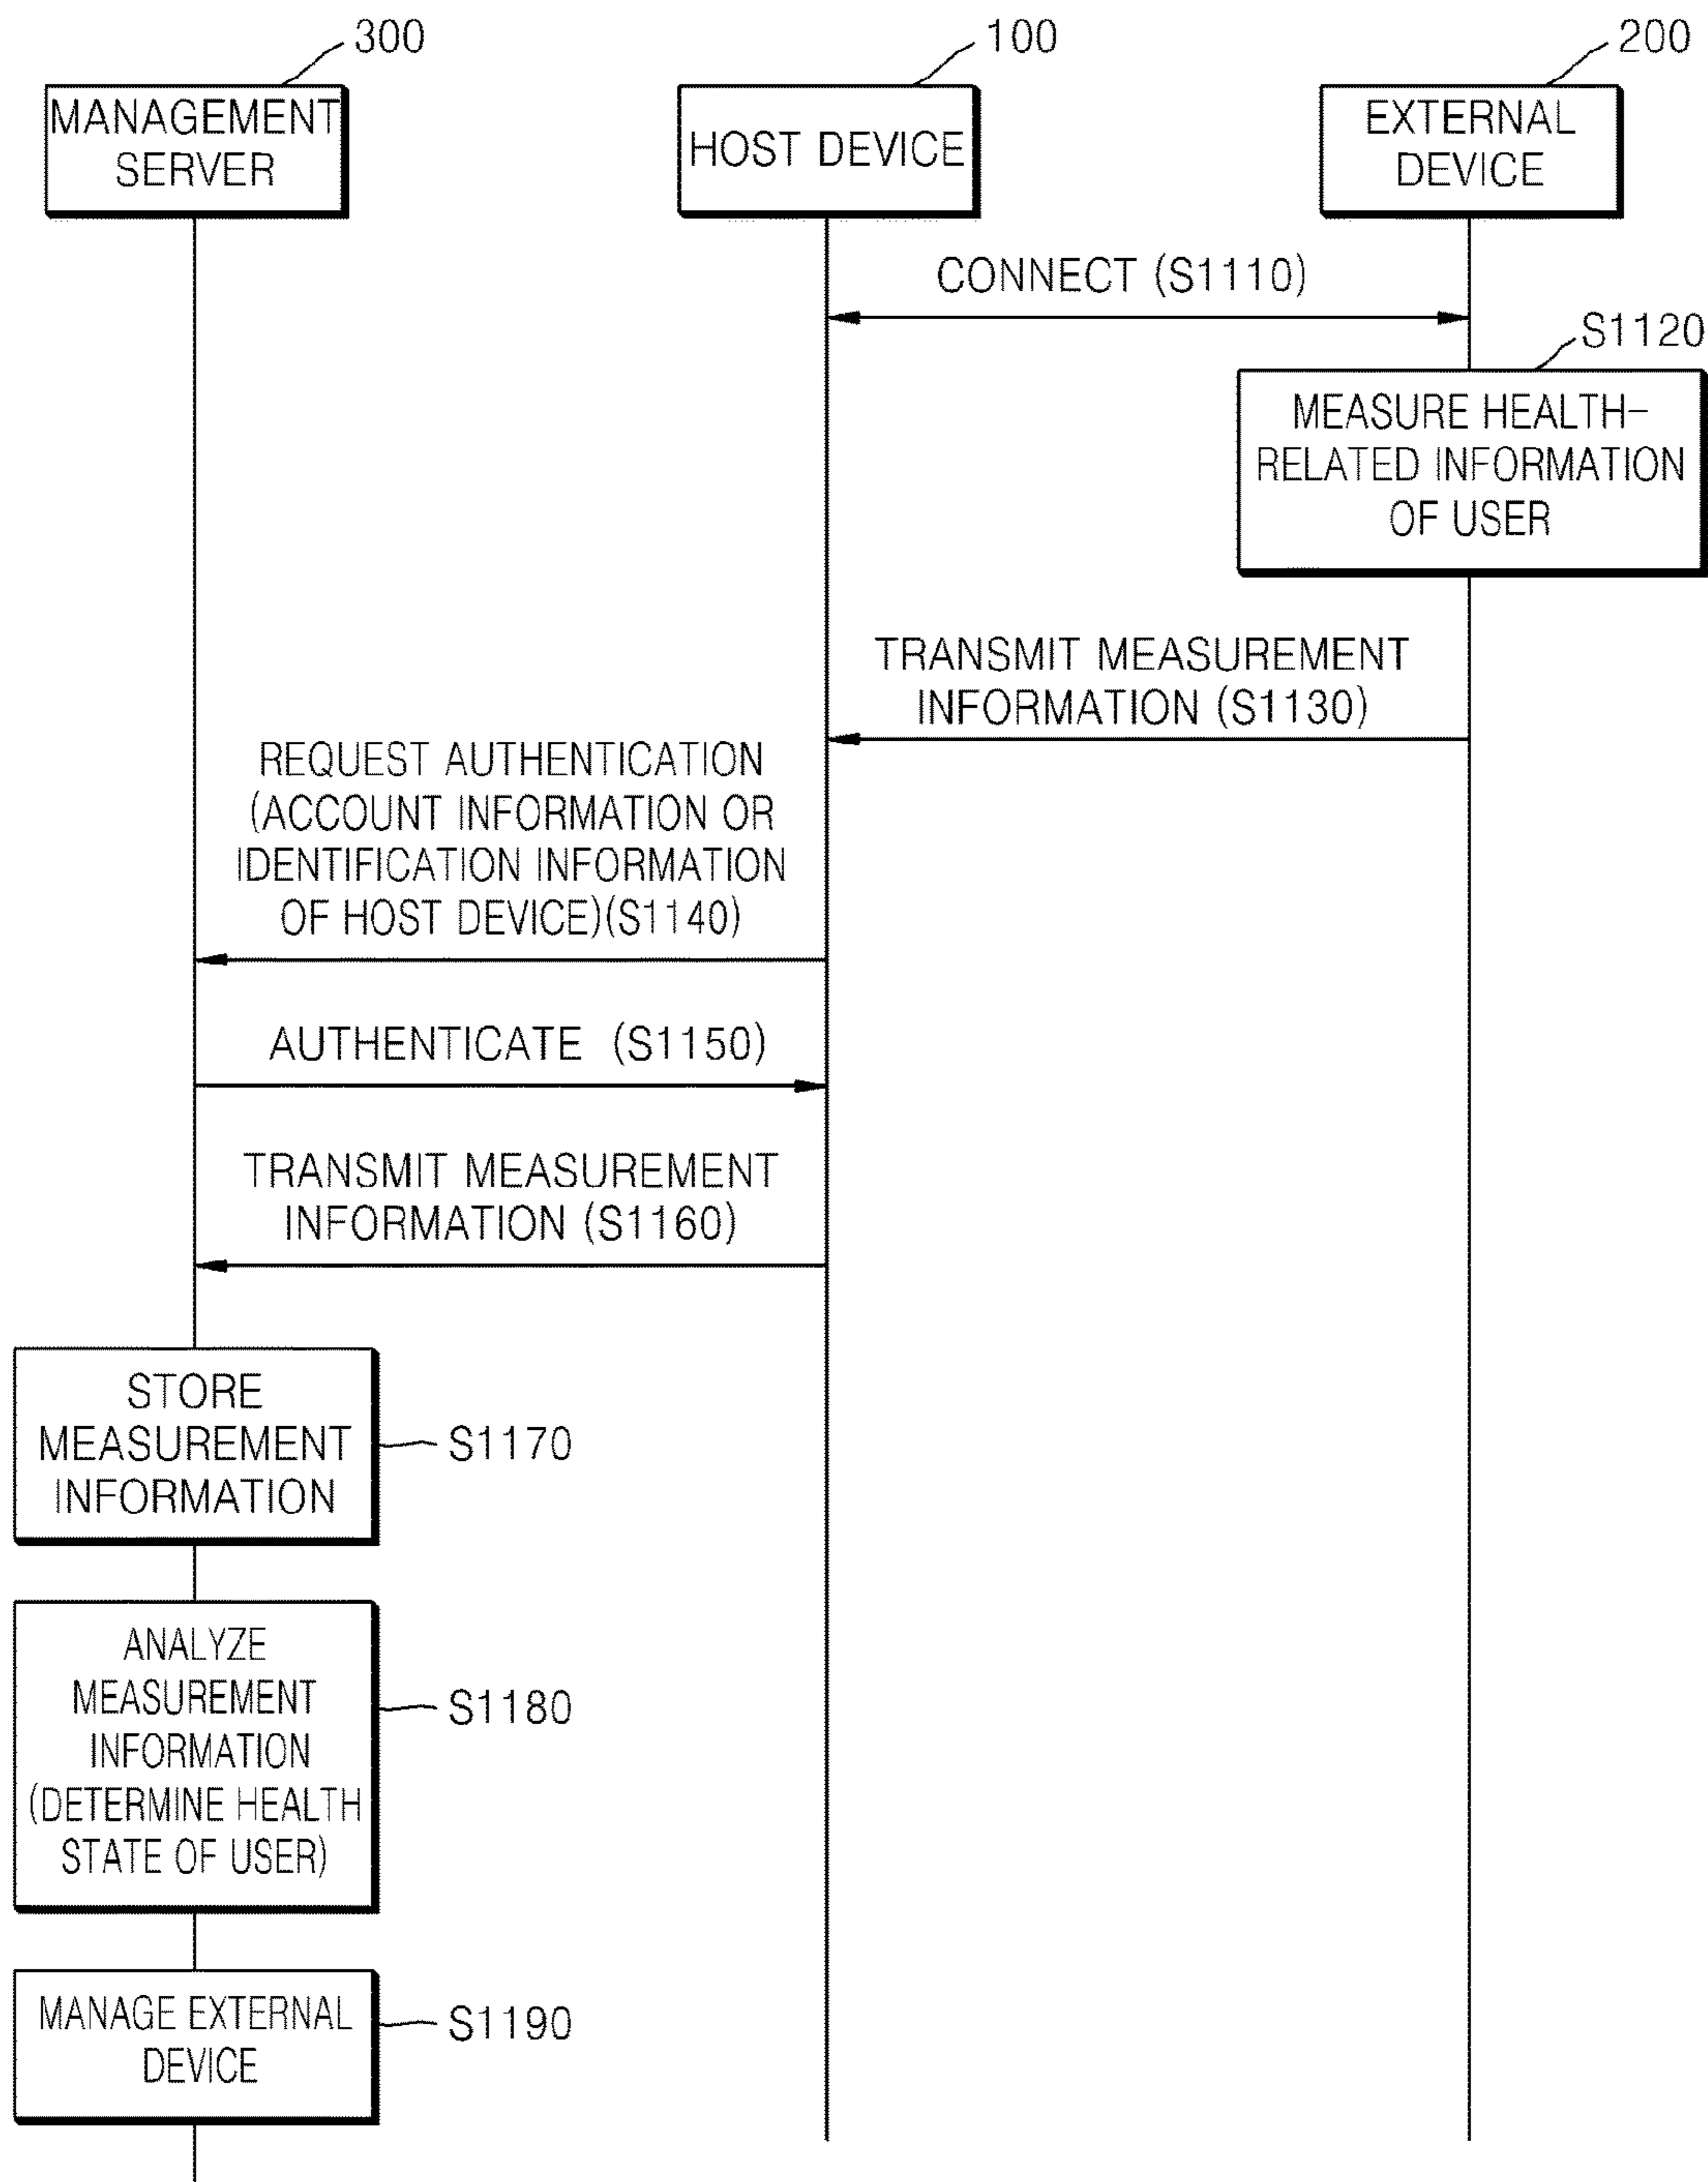 300
100
200
MANAGEMENT
SERVER
HOST DEVICE
EXTERNAL
DEVICE
CONNECT (S1110)
S1120
MEASURE HEALTH-
RELATED INFORMATION
OF USER
TRANSMIT MEASUREMENT
INFORMATION (S1130)
REQUEST AUTHENTICATION
(ACCOUNT INFORMATION OR
IDENTIFICATION INFORMATION
OF HOST DEVICE)(S1140)
AUTHENTICATE (S1150)
TRANSMIT MEASUREMENT
INFORMATION (S1160)
STORE
MEASUREMENT
INFORMATION
S1170
ANALYZE
MEASUREMENT
INFORMATION
(DETERMINE HEALTH
STATE OF USER)
S1180
MANAGE EXTERNAL
DEVICE
S1190